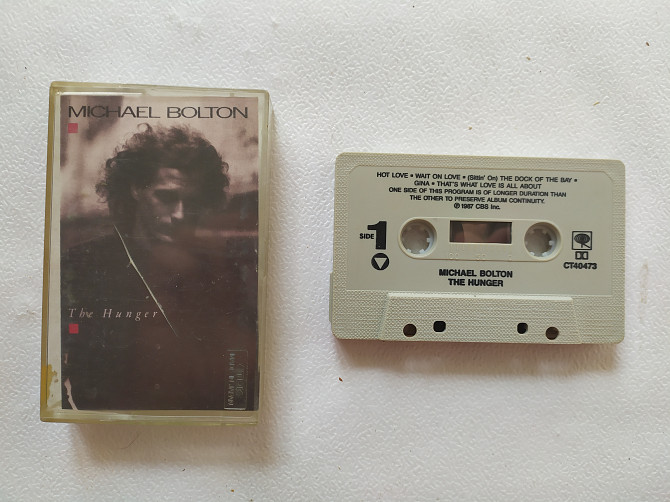 MICHAEL BOLTON
The Hunger
HOT LOVE • WAIT ON LOVE • (Sittin' On) THE DOCK OF THE BAY •
GINA • THAT'S WHAT LOVE IS ALL ABOUT
ONE SIDE OF THIS PROGRAM IS OF LONGER DURATION THAN
THE OTHER TO PRESERVE ALBUM CONTINUITY.
℗ 1987 CBS Inc.
SIDE 1
CT40473
MICHAEL BOLTON
THE HUNGER